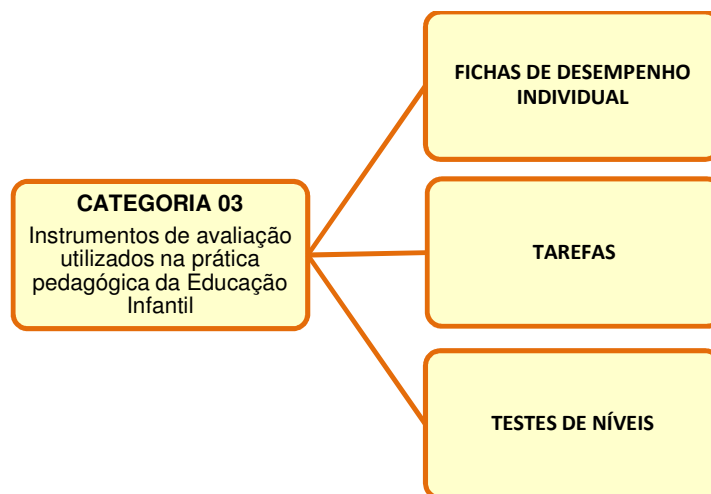 CATEGORIA 03
Instrumentos de avaliação
utilizados na prática
pedagógica da Educação
Infantil
FICHAS DE DESEMPENHO
INDIVIDUAL
TAREFAS
TESTES DE NÍVEIS